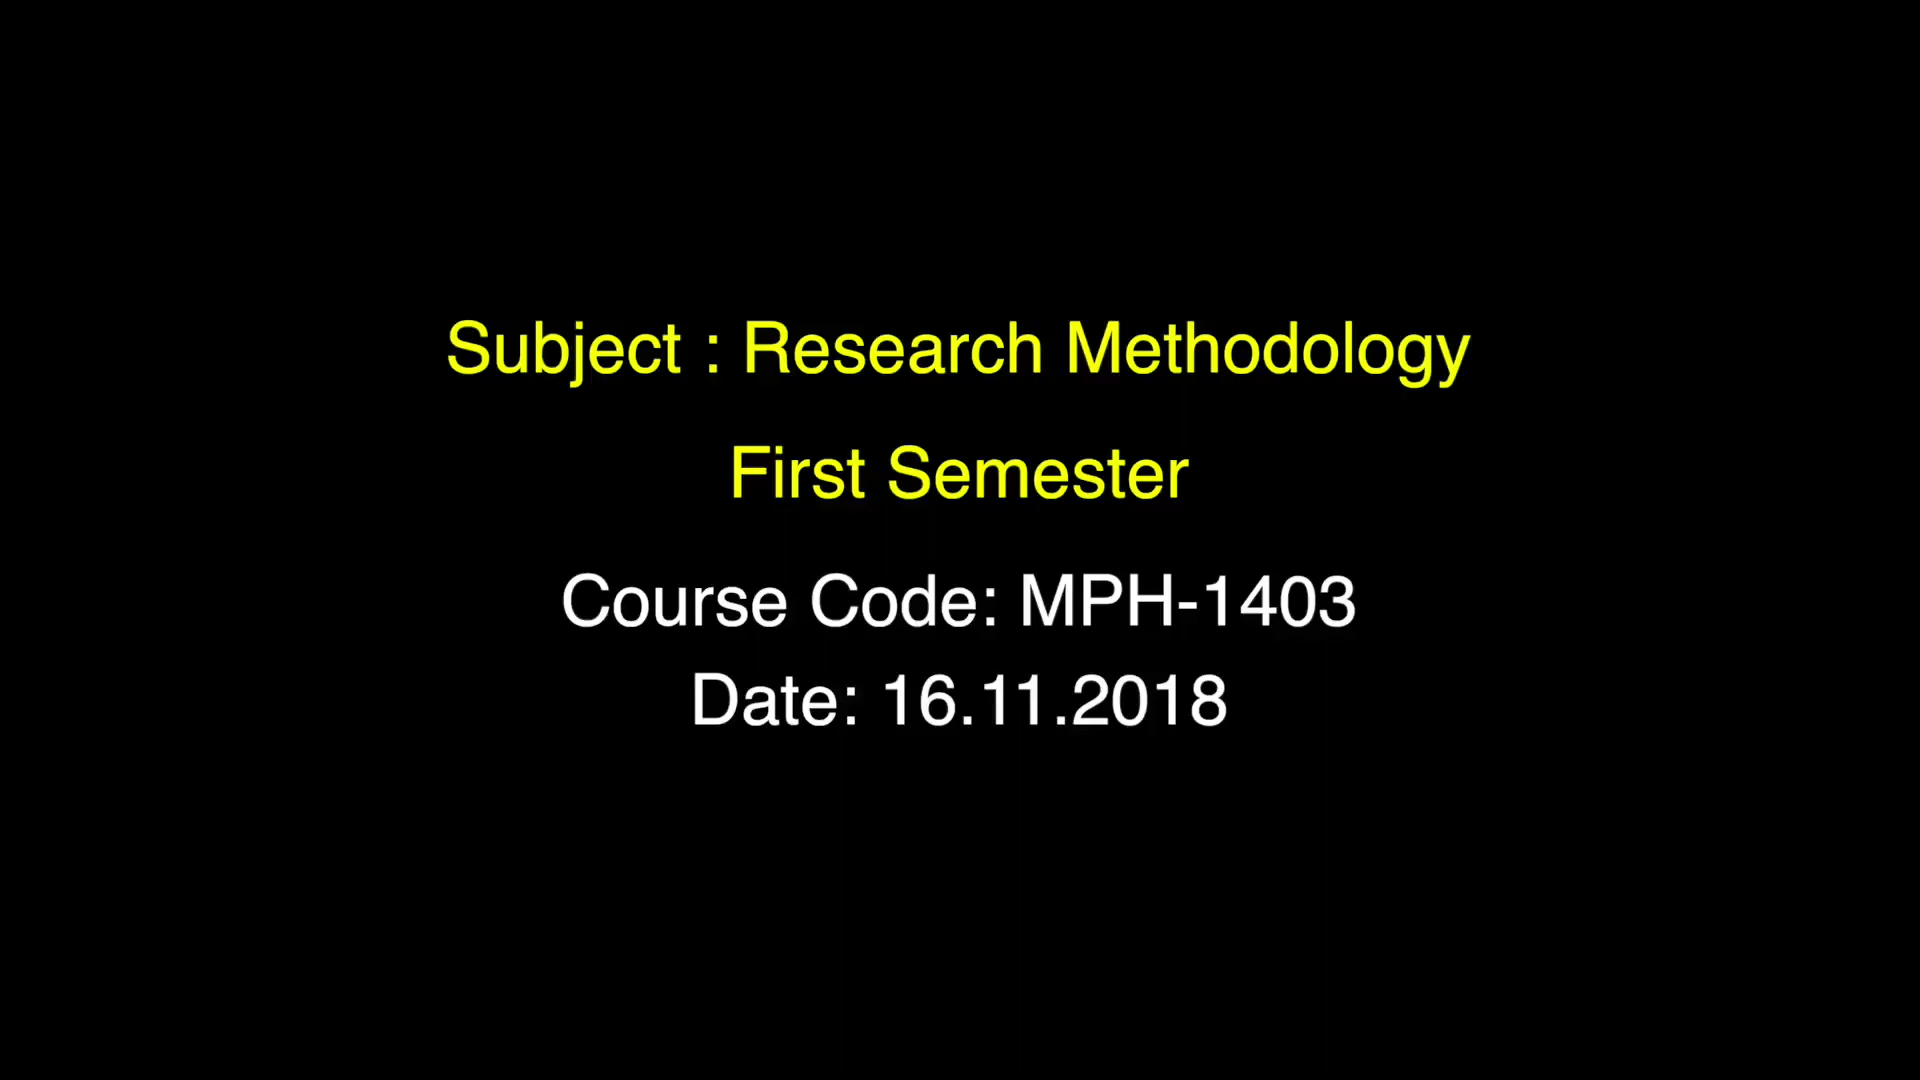 Subject : Research Methodology
First Semester
Course Code: MPH-1403
Date: 16.11.2018